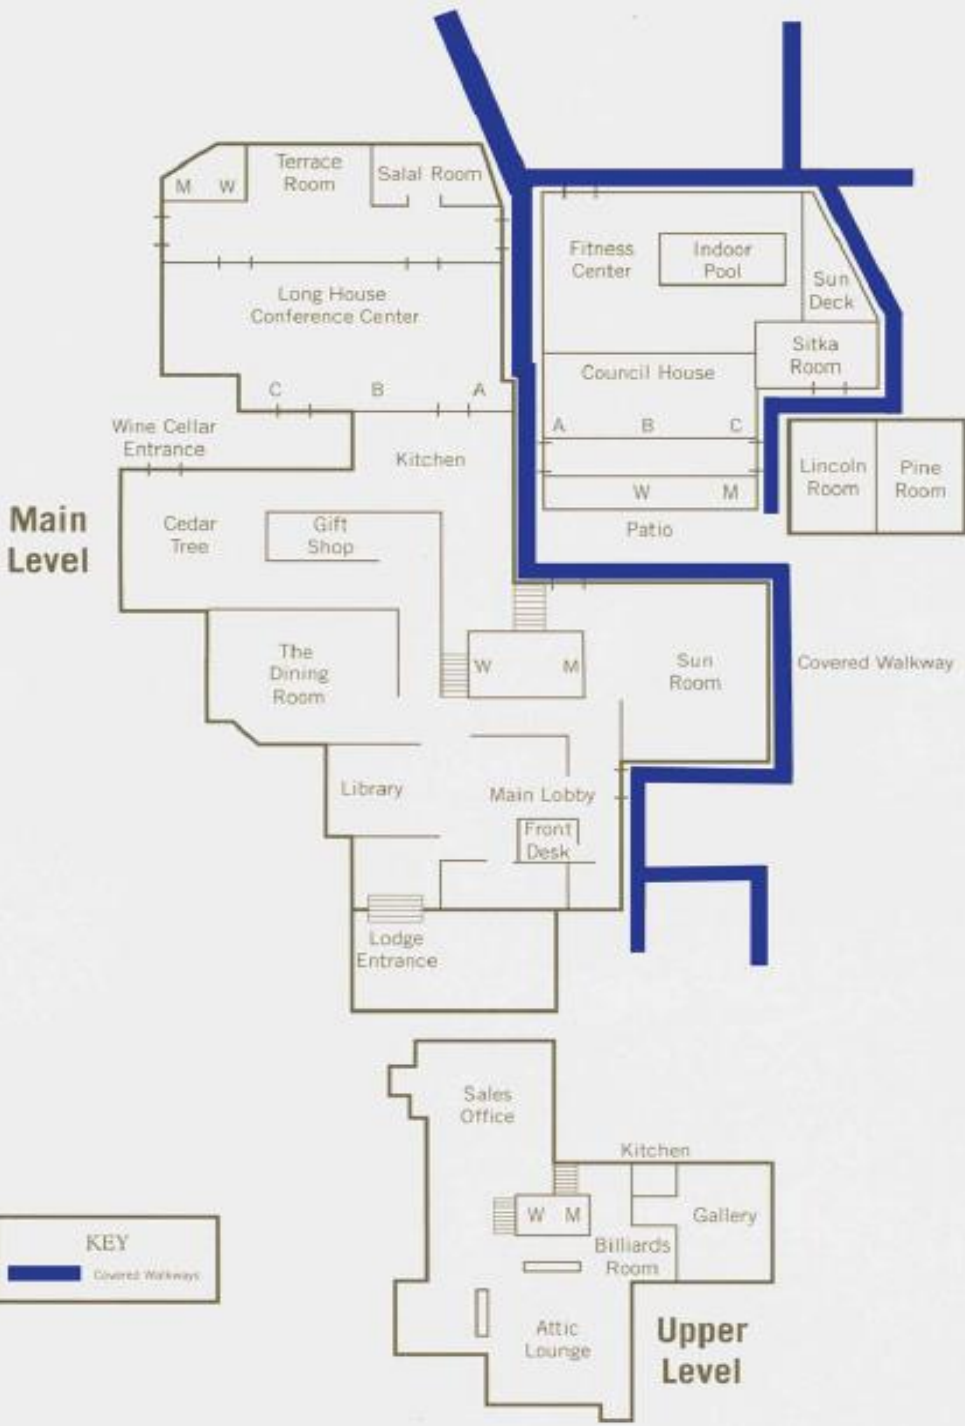 Terrace
Room
Salal Room
M W
Fitness
Center
Indoor
Pool
Sun
Deck
Long House
Conference Center
Sitka
Room
Council House
C B A
A B C
Wine Cellar
Entrance
Kitchen
Lincoln
Room
Pine
Room
W M
Main
Level
Cedar
Tree
Gift
Shop
Patio
The
Dining
Room
W M
Sun
Room
Covered Walkway
Library
Main Lobby
Front
Desk
Lodge
Entrance
Sales
Office
Kitchen
W M
Gallery
Billiards
Room
KEY
Covered Walkways
Attic
Lounge
Upper
Level